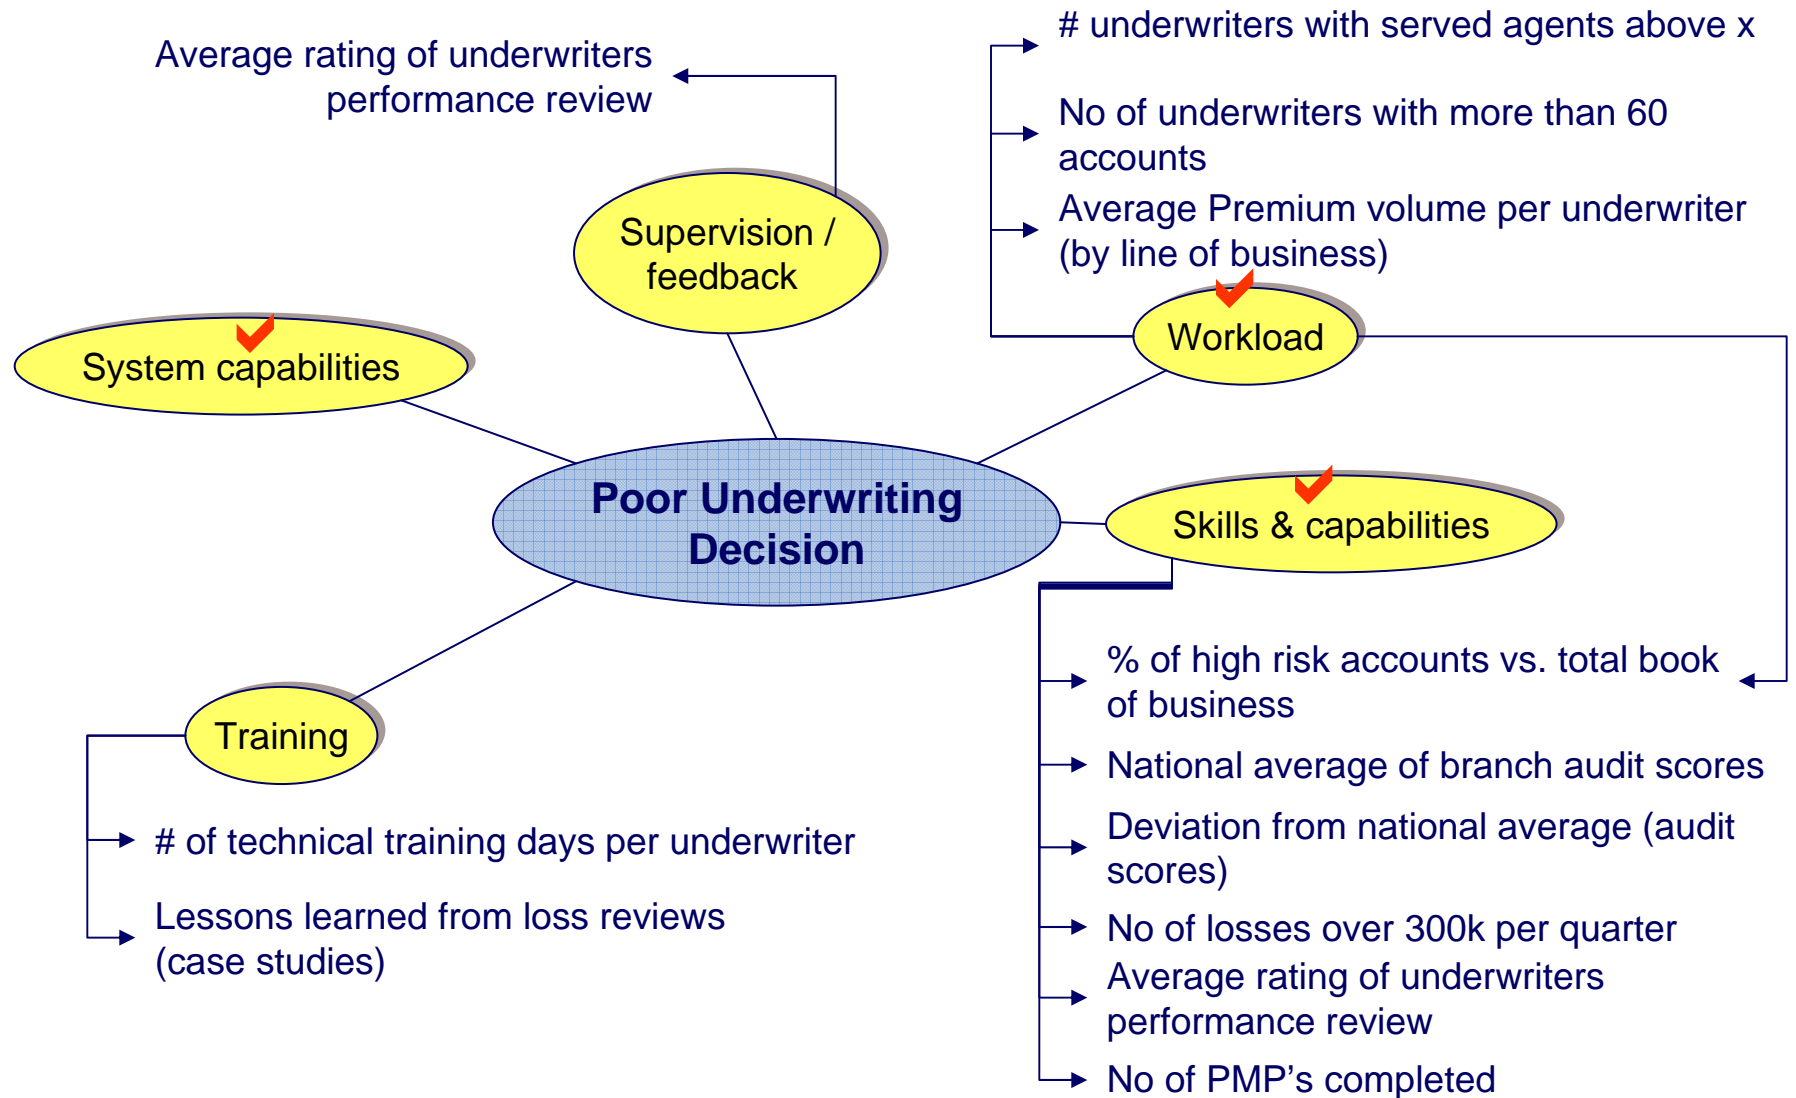 # underwriters with served agents above x
Average rating of underwriters
performance review
No of underwriters with more than 60
accounts
Average Premium volume per underwriter
(by line of business)
Supervision /
feedback
Workload
System capabilities
Poor Underwriting
Decision
Skills & capabilities
% of high risk accounts vs. total book
of business
National average of branch audit scores
Deviation from national average (audit
scores)
No of losses over 300k per quarter
Average rating of underwriters
performance review
No of PMP's completed
Training
# of technical training days per underwriter
Lessons learned from loss reviews
(case studies)